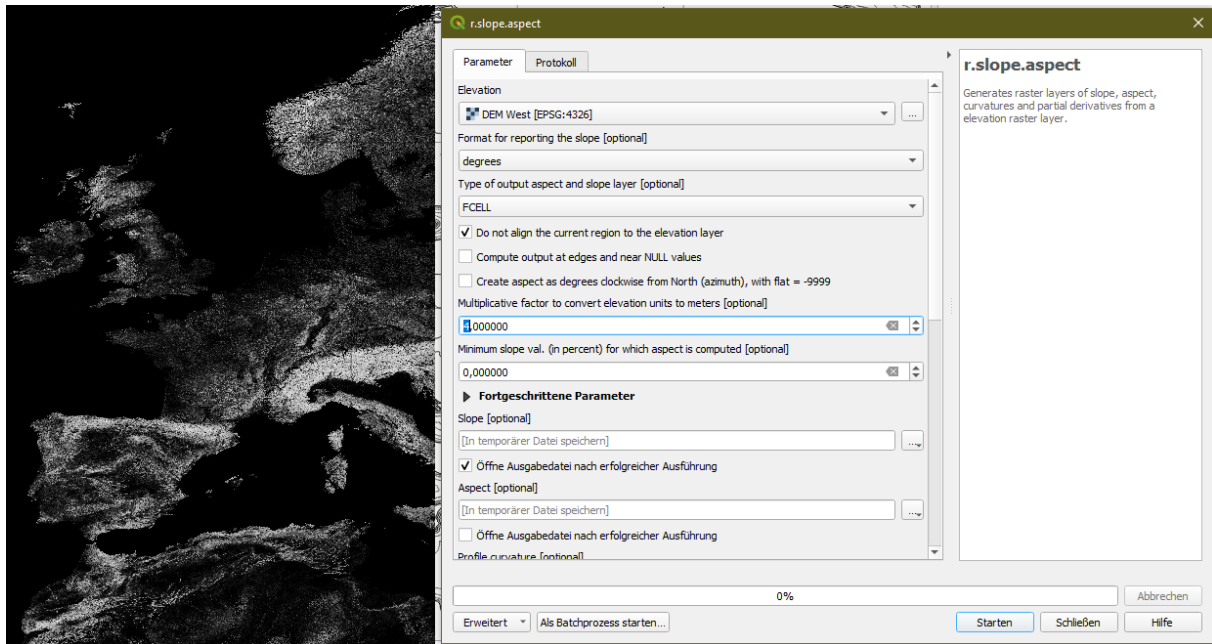 r.slope.aspect
Parameter
Protokoll
Elevation
DEM West [EPSG:4326]
...
Format for reporting the slope [optional]
degrees
Type of output aspect and slope layer [optional]
FCELL
Do not align the current region to the elevation layer
Compute output at edges and near NULL values
Create aspect as degrees clockwise from North (azimuth), with flat = -9999
Multiplicative factor to convert elevation units to meters [optional]
4,000000
Minimum slope val. (in percent) for which aspect is computed [optional]
0,000000
Fortgeschrittene Parameter
Slope [optional]
[In temporärer Datei speichern]
...
Öffne Ausgabedatei nach erfolgreicher Ausführung
Aspect [optional]
[In temporärer Datei speichern]
...
Öffne Ausgabedatei nach erfolgreicher Ausführung
Profile curvature [optional]
r.slope.aspect
Generates raster layers of slope, aspect,
curvatures and partial derivatives from a
elevation raster layer.
0%
Abbrechen
Erweitert
Als Batchprozess starten...
Starten
Schließen
Hilfe